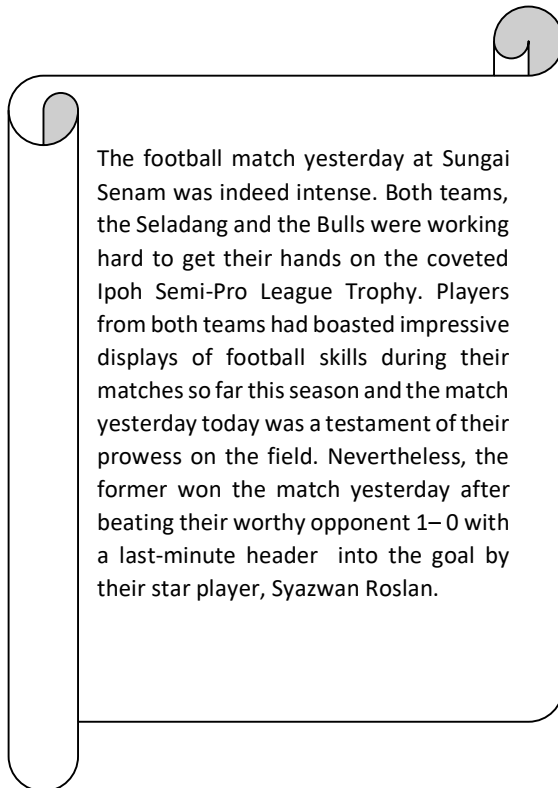 The football match yesterday at Sungai
Senam was indeed intense. Both teams,
the Seladang and the Bulls were working
hard to get their hands on the coveted
Ipoh Semi-Pro League Trophy. Players
from both teams had boasted impressive
displays of football skills during their
matches so far this season and the match
yesterday today was a testament of their
prowess on the field. Nevertheless, the
former won the match yesterday after
beating their worthy opponent 1– 0 with
a last-minute header  into the goal by
their star player, Syazwan Roslan.